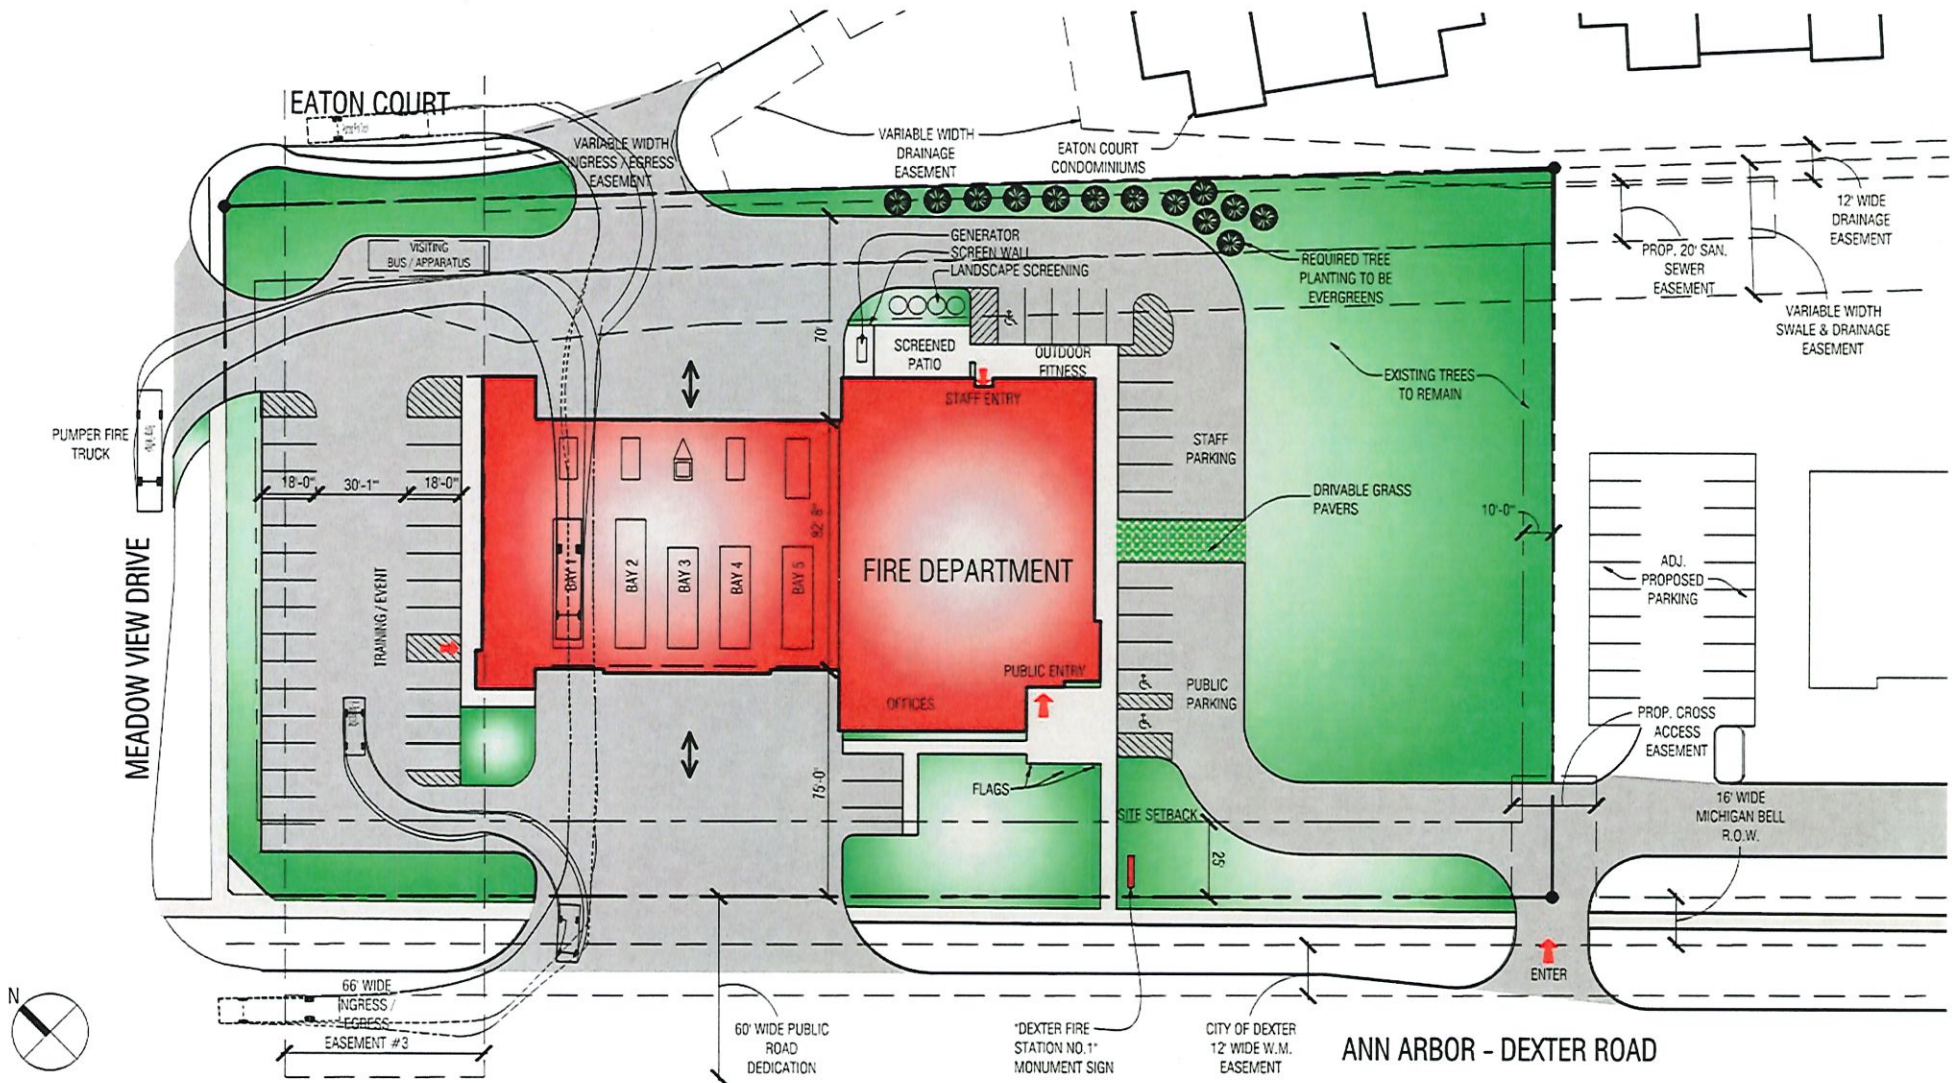 EATON COURT
VARIABLE WIDTH
INGRESS / EGRESS
EASEMENT
VARIABLE WIDTH
DRAINAGE
EASEMENT
EATON COURT
CONDOMINIUMS
12' WIDE
DRAINAGE
EASEMENT
PROP. 20' SAN.
SEWER
EASEMENT
VARIABLE WIDTH
SWALE & DRAINAGE
EASEMENT
VISITING
BUS / APPARATUS
GENERATOR
SCREEN WALL
LANDSCAPE SCREENING
REQUIRED TREE
PLANTING TO BE
EVERGREENS
70'
SCREENED
PATIO
OUTDOOR
FITNESS
EXISTING TREES
TO REMAIN
STAFF ENTRY
PUMPER FIRE
TRUCK
STAFF
PARKING
18'-0"
30'-1"
18'-0"
DRIVABLE GRASS
PAVERS
10'-0"
82'-8"
MEADOW VIEW DRIVE
TRAINING / EVENT
BAY 1
BAY 2
BAY 3
BAY 4
BAY 5
FIRE DEPARTMENT
ADJ.
PROPOSED
PARKING
PUBLIC ENTRY
OFFICES
PUBLIC
PARKING
PROP. CROSS
ACCESS
EASEMENT
75'-0"
FLAGS
SITE SETBACK
25'
16' WIDE
MICHIGAN BELL
R.O.W.
ENTER
N
66' WIDE
INGRESS /
EGRESS
EASEMENT #3
60' WIDE PUBLIC
ROAD
DEDICATION
"DEXTER FIRE
STATION NO.1"
MONUMENT SIGN
CITY OF DEXTER
12' WIDE W.M.
EASEMENT
ANN ARBOR - DEXTER ROAD